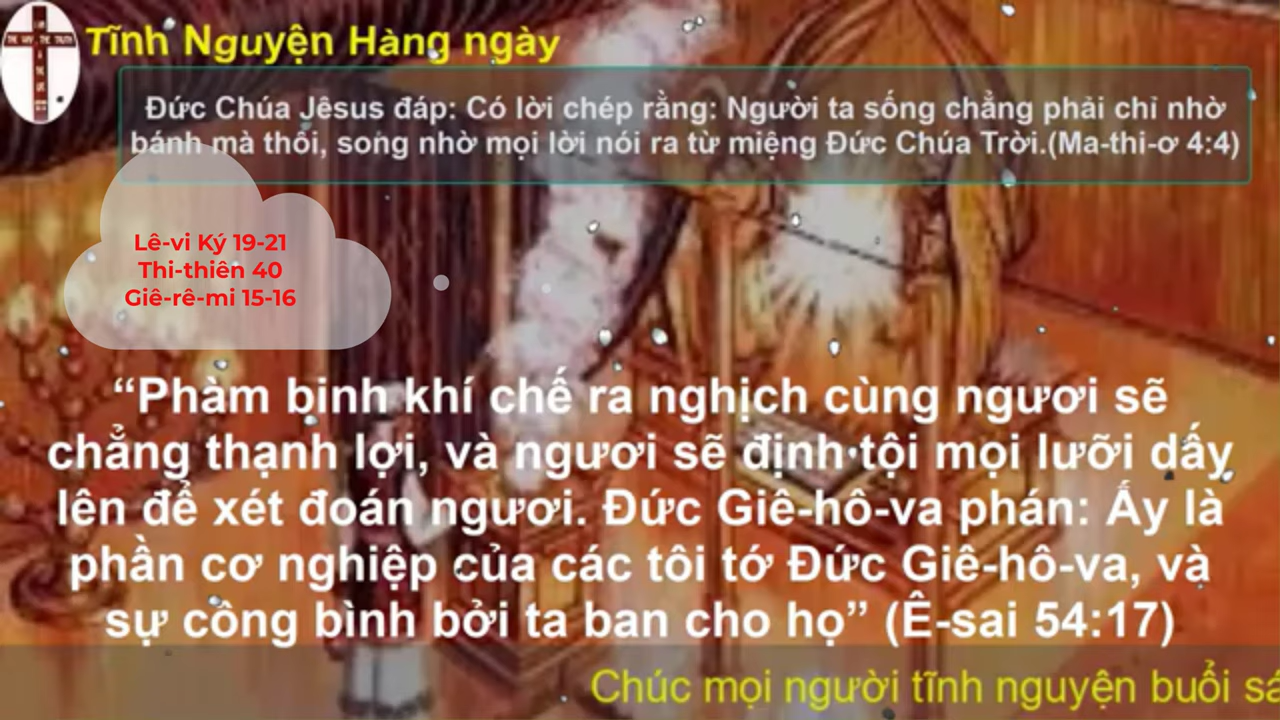 Tĩnh Nguyện Hàng ngày
Đức Chúa Jêsus đáp: Có lời chép rằng: Người ta sống chẳng phải chỉ nhờ
bánh mà thôi, song nhờ mọi lời nói ra từ miệng Đức Chúa Trời.(Ma-thi-ơ 4:4)
Lê-vi Ký 19-21
Thi-thiên 40
Giê-rê-mi 15-16
“Phàm binh khí chế ra nghịch cùng ngươi sẽ
chẳng thạnh lợi, và ngươi sẽ định tội mọi lưỡi dấy
lên để xét đoán ngươi. Đức Giê-hô-va phán: Ấy là
phần cơ nghiệp của các tôi tớ Đức Giê-hô-va, và
sự công bình bởi ta ban cho họ” (Ê-sai 54:17)
Chúc mọi người tĩnh nguyện buổi